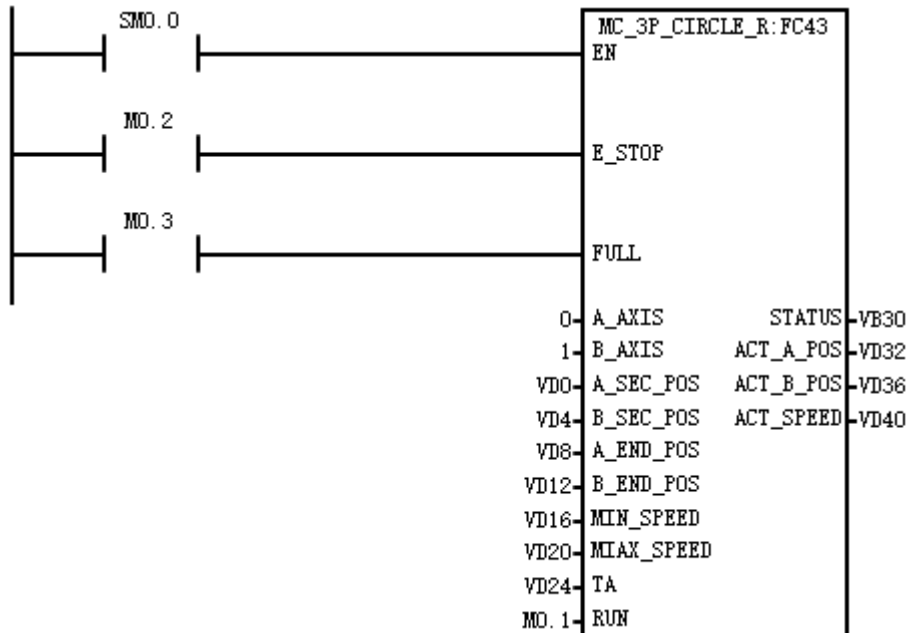 SM0.0
MC_3P_CIRCLE_R:FC43
EN
M0.2
E_STOP
M0.3
FULL
0 A_AXIS STATUS VB30
1 B_AXIS ACT_A_POS VD32
VD0 A_SEC_POS ACT_B_POS VD36
VD4 B_SEC_POS ACT_SPEED VD40
VD8 A_END_POS
VD12 B_END_POS
VD16 MIN_SPEED
VD20 MIAX_SPEED
VD24 TA
M0.1 RUN